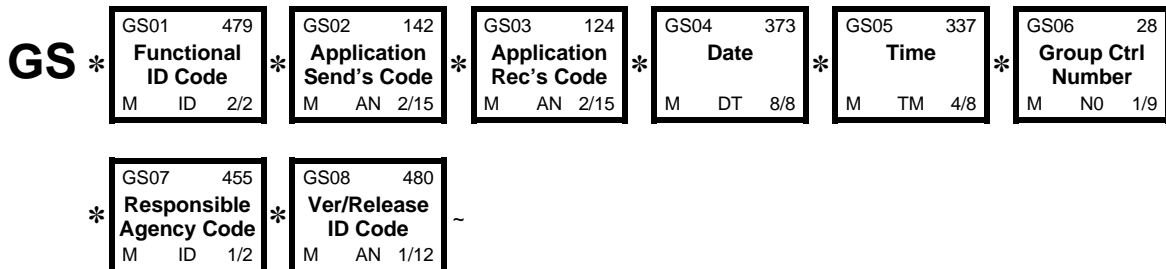 GS * GS01 479 * GS02 142 * GS03 124 * GS04 373 * GS05 337 * GS06 28
Functional Application Application Date Time Group Ctrl
ID Code Send's Code Rec's Code Number
M ID 2/2 M AN 2/15 M AN 2/15 M DT 8/8 M TM 4/8 M N0 1/9
* GS07 455 * GS08 480 ~
Responsible Ver/Release
Agency Code ID Code
M ID 1/2 M AN 1/12